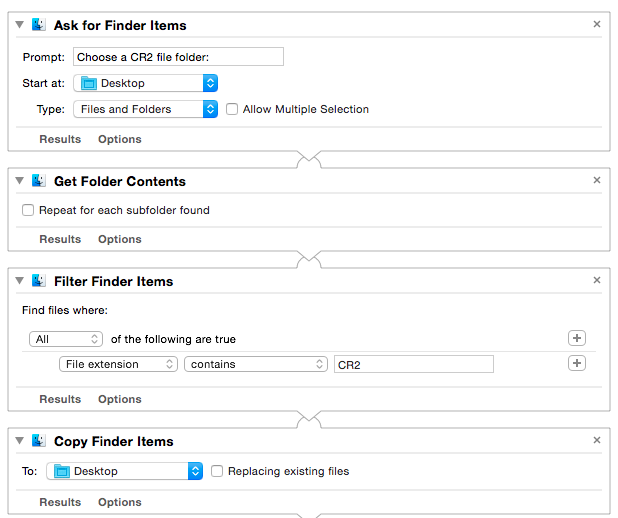 Ask for Finder Items
Prompt: Choose a CR2 file folder:
Start at: Desktop
Type: Files and Folders Allow Multiple Selection
Results Options
Get Folder Contents
Repeat for each subfolder found
Results Options
Filter Finder Items
Find files where:
All of the following are true
File extension contains CR2
Results Options
Copy Finder Items
To: Desktop Replacing existing files
Results Options